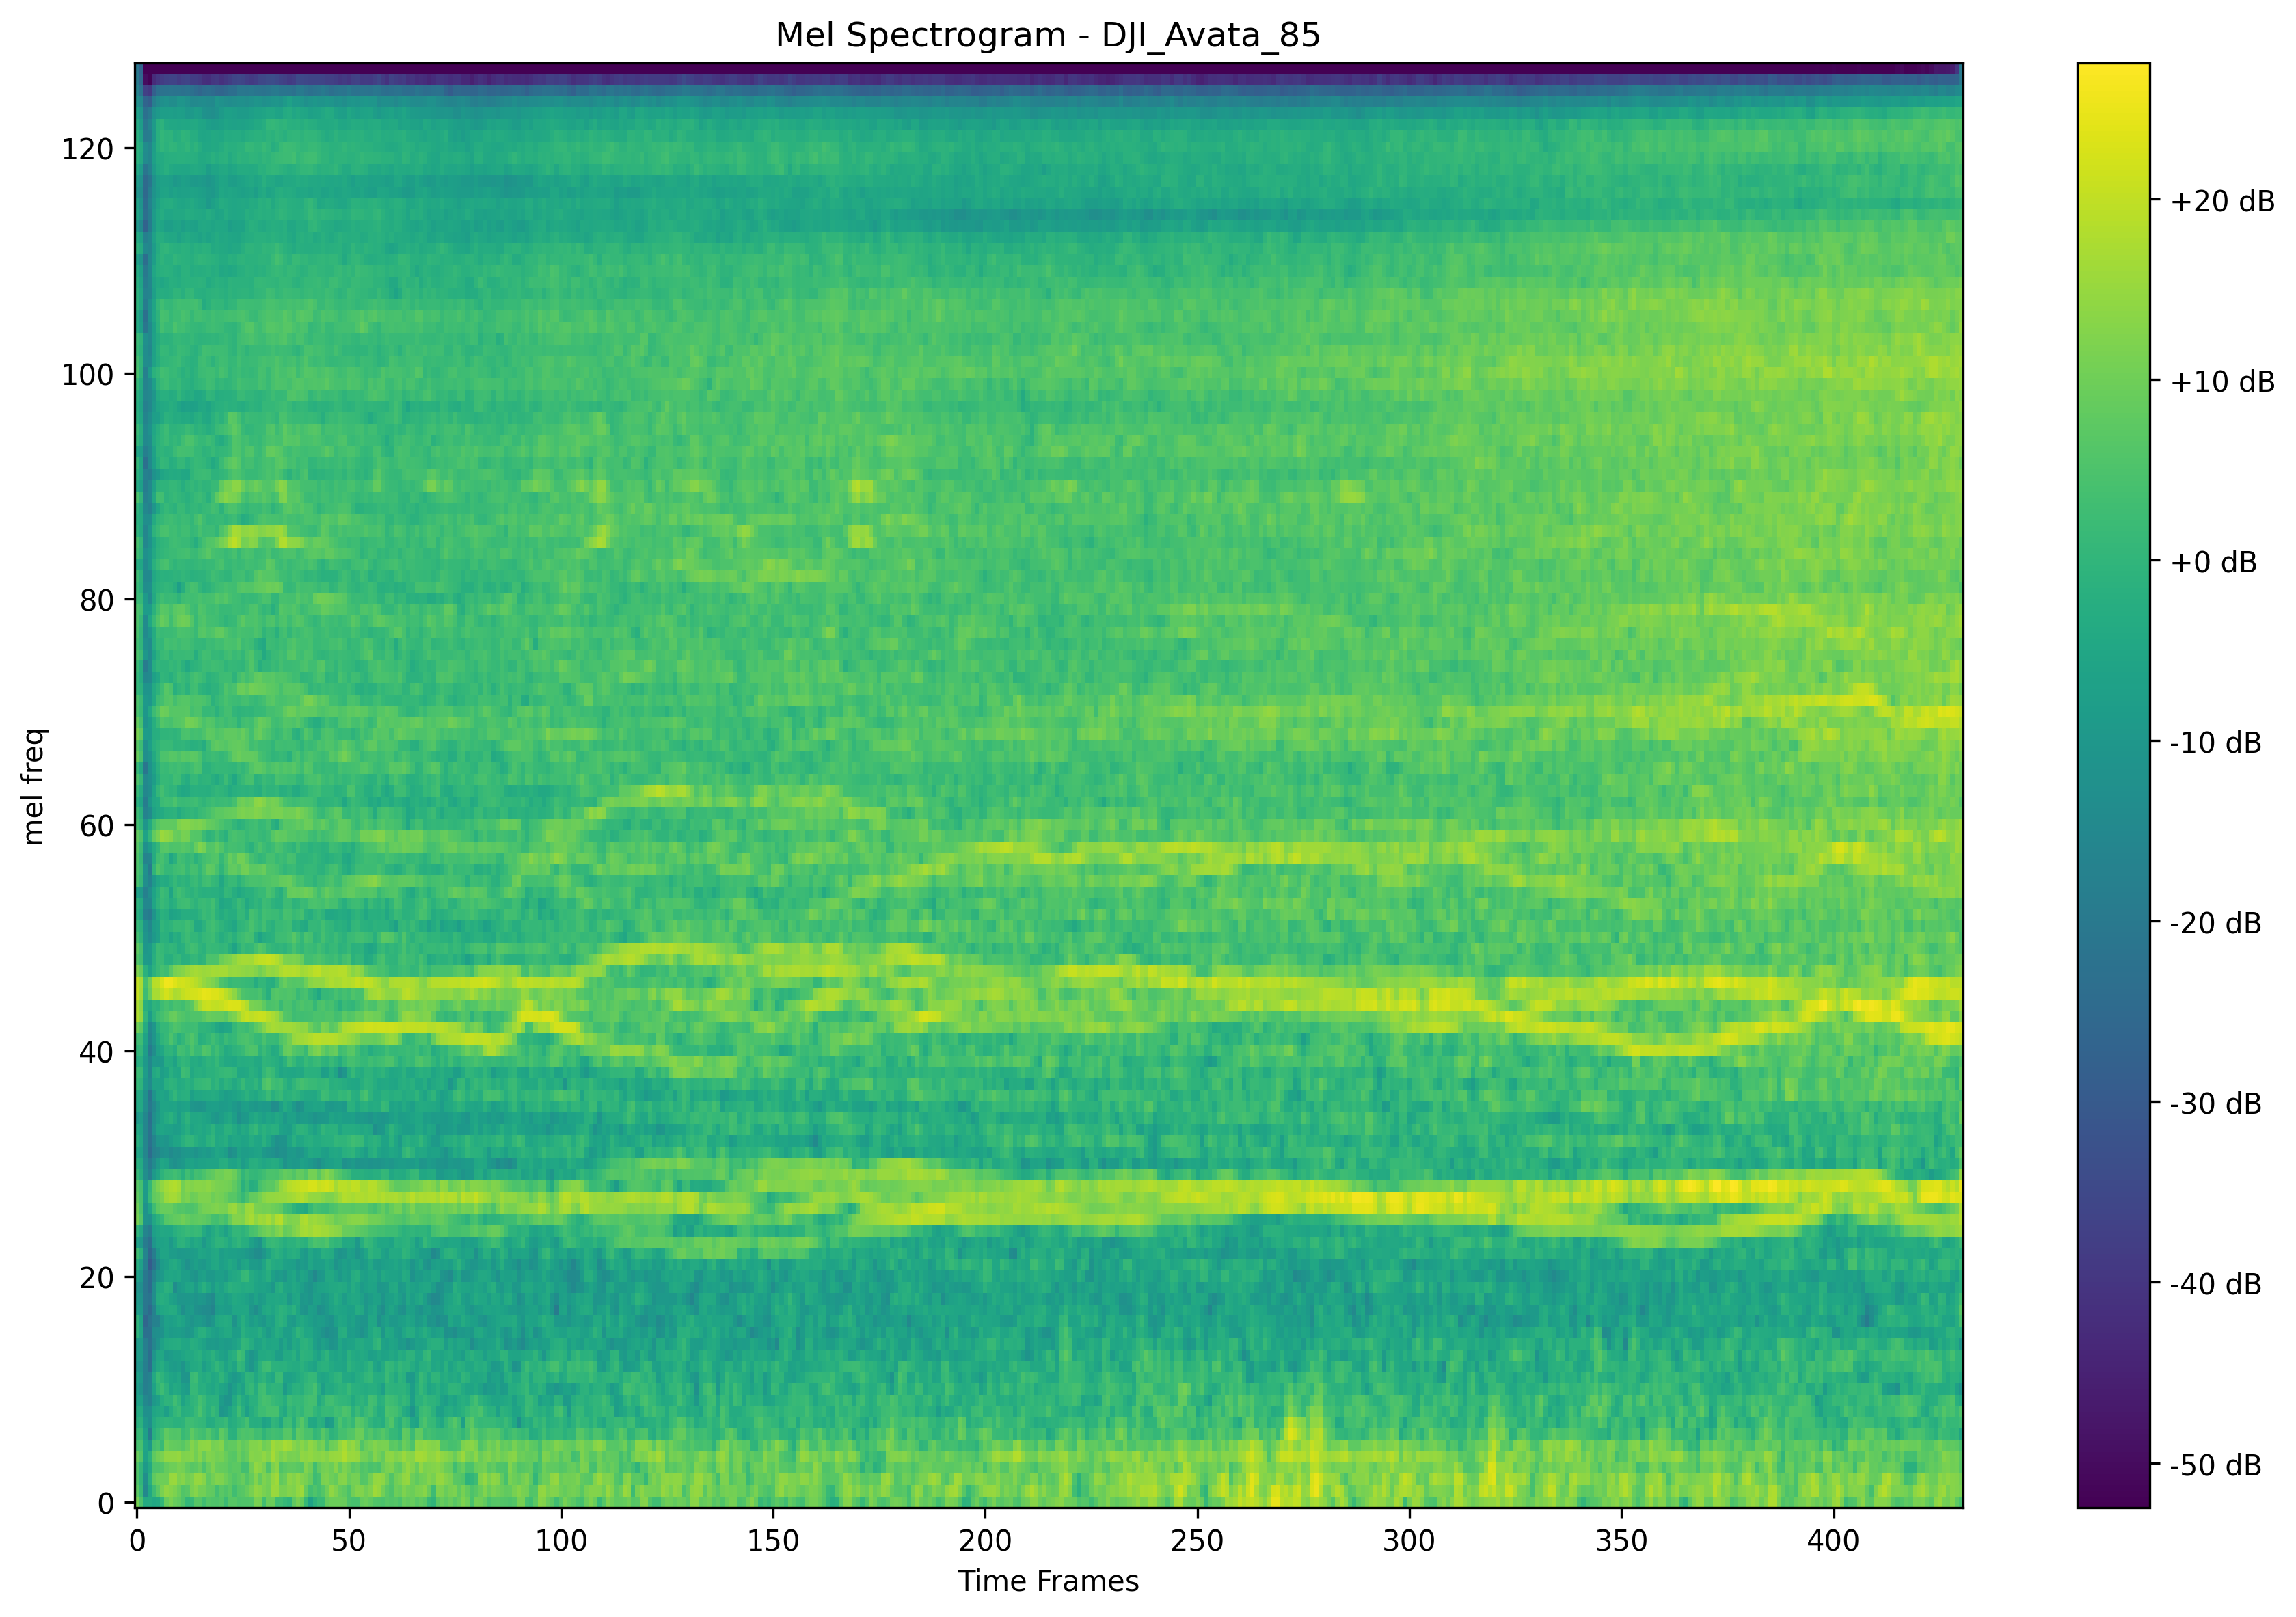 Mel Spectrogram - DJI_Avata_85
mel freq
120
100
80
60
40
20
0
0 50 100 150 200 250 300 350 400
Time Frames
+20 dB
+10 dB
+0 dB
-10 dB
-20 dB
-30 dB
-40 dB
-50 dB